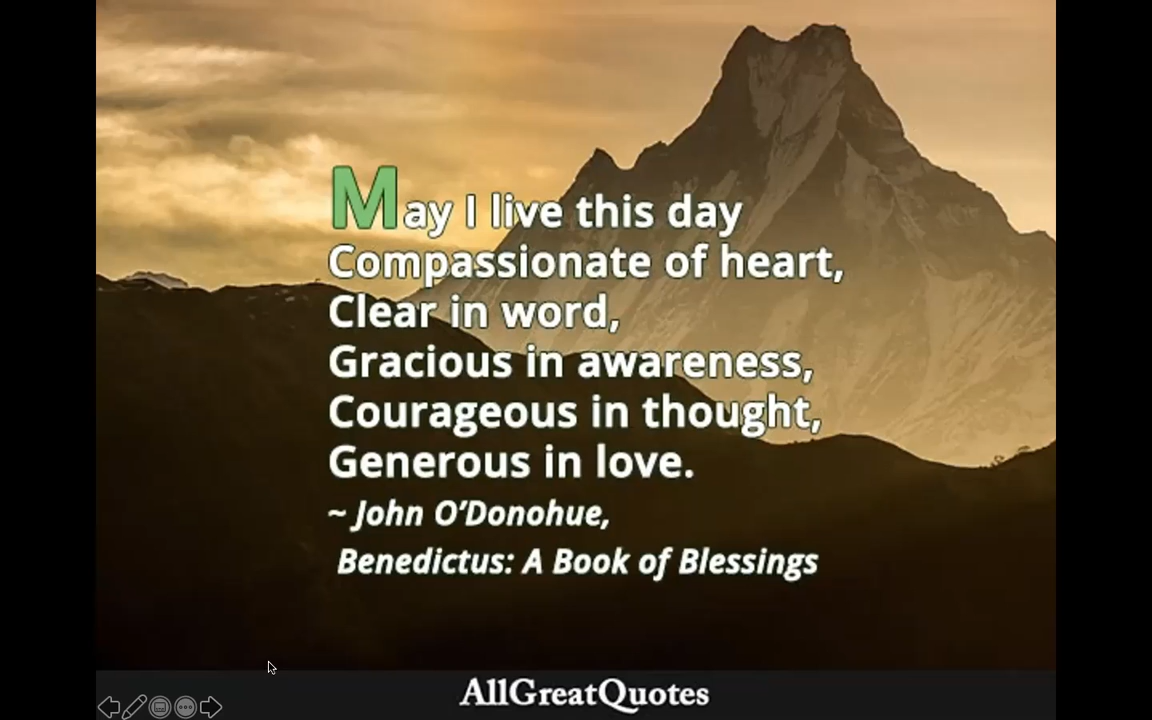 May I live this day
Compassionate of heart,
Clear in word,
Gracious in awareness,
Courageous in thought,
Generous in love.
~ John O’Donohue,
Benedictus: A Book of Blessings
AllGreatQuotes